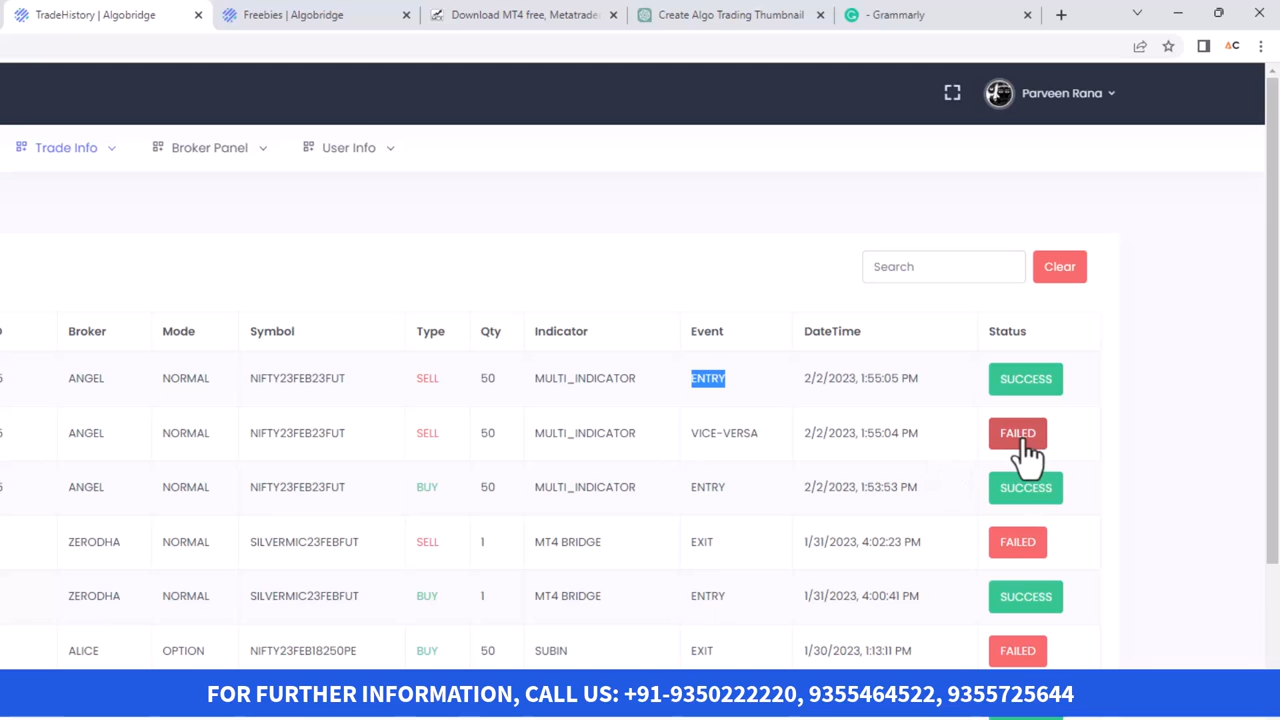 TradeHistory | Algobridge
Freebies | Algobridge
Download MT4 free, Metatrader
Create Algo Trading Thumbnail
- Grammarly
Parveen Rana
Trade Info Broker Panel User Info
Search Clear
Broker Mode Symbol Type Qty Indicator Event DateTime Status
5 ANGEL NORMAL NIFTY23FEB23FUT SELL 50 MULTI_INDICATOR ENTRY 2/2/2023, 1:55:05 PM SUCCESS
5 ANGEL NORMAL NIFTY23FEB23FUT SELL 50 MULTI_INDICATOR VICE-VERSA 2/2/2023, 1:55:04 PM FAILED
5 ANGEL NORMAL NIFTY23FEB23FUT BUY 50 MULTI_INDICATOR ENTRY 2/2/2023, 1:53:53 PM SUCCESS
ZERODHA NORMAL SILVERMIC23FEBFUT SELL 1 MT4 BRIDGE EXIT 1/31/2023, 4:02:23 PM FAILED
ZERODHA NORMAL SILVERMIC23FEBFUT BUY 1 MT4 BRIDGE ENTRY 1/31/2023, 4:00:41 PM SUCCESS
ALICE OPTION NIFTY23FEB18250PE BUY 50 SUBIN EXIT 1/30/2023, 1:13:11 PM FAILED
FOR FURTHER INFORMATION, CALL US: +91-9350222220, 9355464522, 9355725644